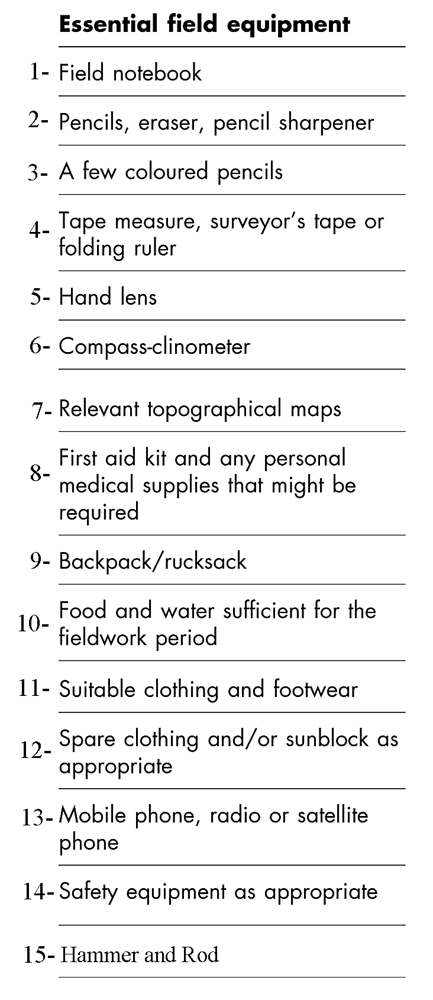 Essential field equipment
1- Field notebook
2- Pencils, eraser, pencil sharpener
3- A few coloured pencils
4- Tape measure, surveyor’s tape or
folding ruler
5- Hand lens
6- Compass-clinometer
7- Relevant topographical maps
8- First aid kit and any personal
medical supplies that might be
required
9- Backpack/rucksack
10- Food and water sufficient for the
fieldwork period
11- Suitable clothing and footwear
12- Spare clothing and/or sunblock as
appropriate
13- Mobile phone, radio or satellite
phone
14- Safety equipment as appropriate
15- Hammer and Rod